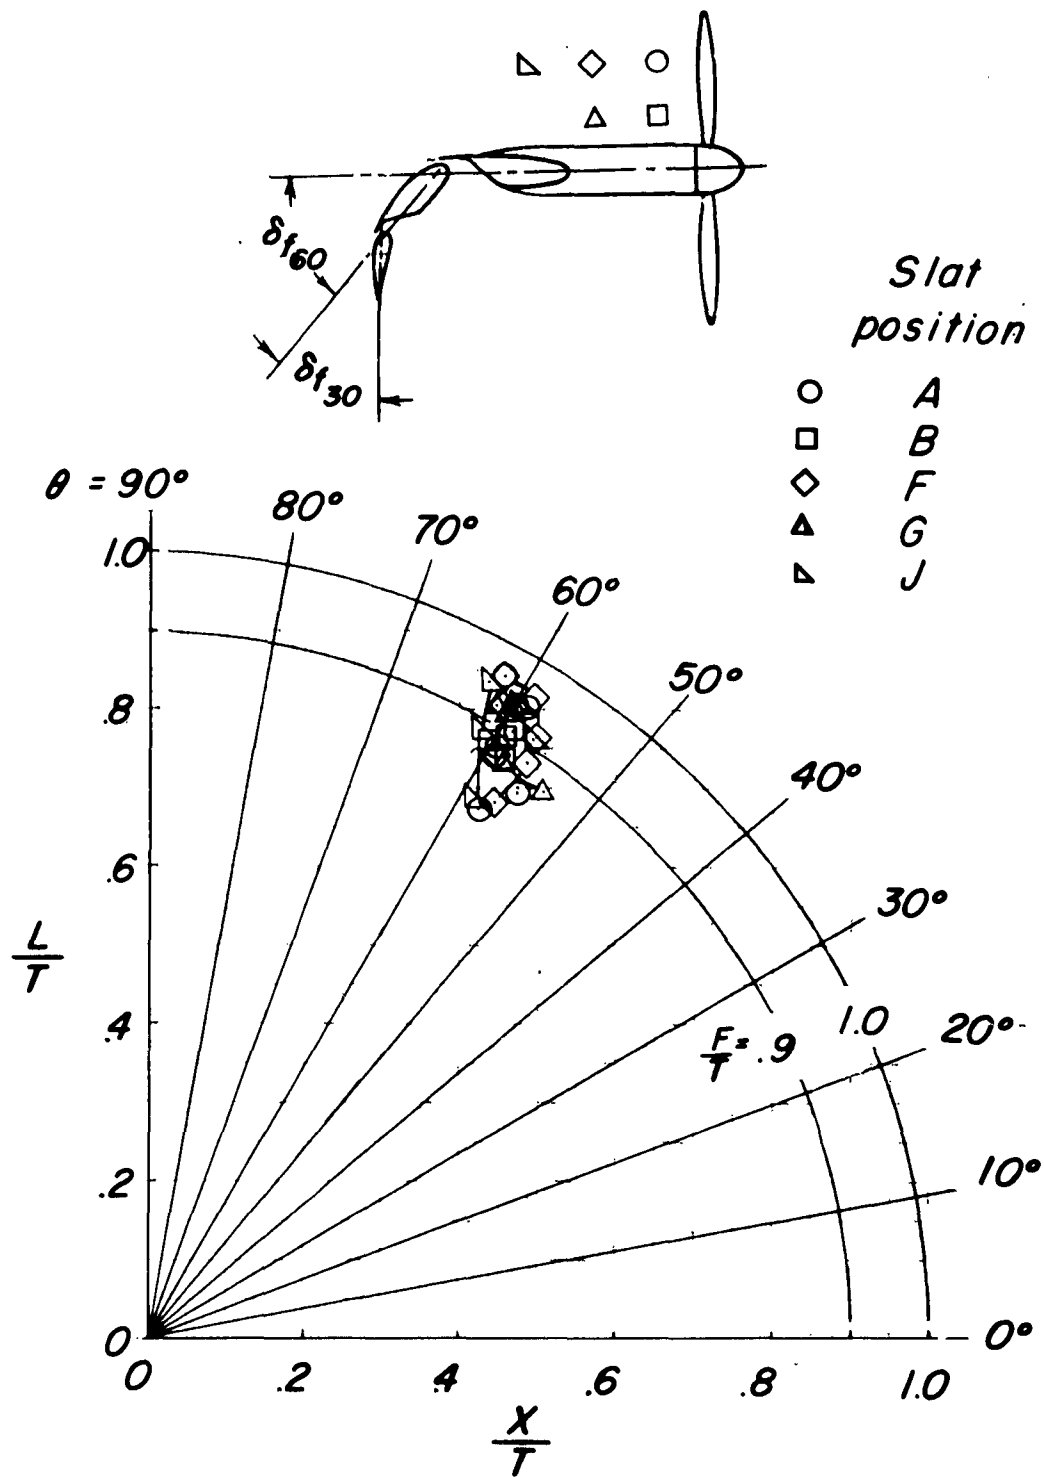 δf60
δf30
Slat
position
A
B
F
G
J
θ = 90°
80°
70°
60°
50°
40°
30°
20°
10°
0°
1.0
.8
.6
.4
.2
0
L
T
F
T
= .9
1.0
0
.2
.4
.6
.8
1.0
X
T